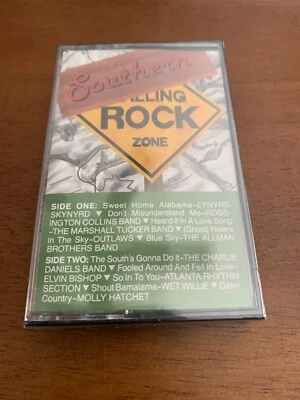 Southern
FALLING
ROCK
ZONE
SIDE ONE: Sweet Home Alabama-LYNYRD
SKYNYRD ▼ Don't Misunderstand Me-ROSS-
INGTON COLLINS BAND ▼ Heard It In A Love Song
-THE MARSHALL TUCKER BAND ▼ (Ghost) Riders
In The Sky-OUTLAWS ▼ Blue Sky-THE ALLMAN
BROTHERS BAND
SIDE TWO: The South's Gonna Do It-THE CHARLIE
DANIELS BAND ▼ Fooled Around And Fell In Love-
ELVIN BISHOP ▼ So In To You-ATLANTA RHYTHM
SECTION ▼ Shout Bamalama-WET WILLIE ▼ Gator
Country-MOLLY HATCHET